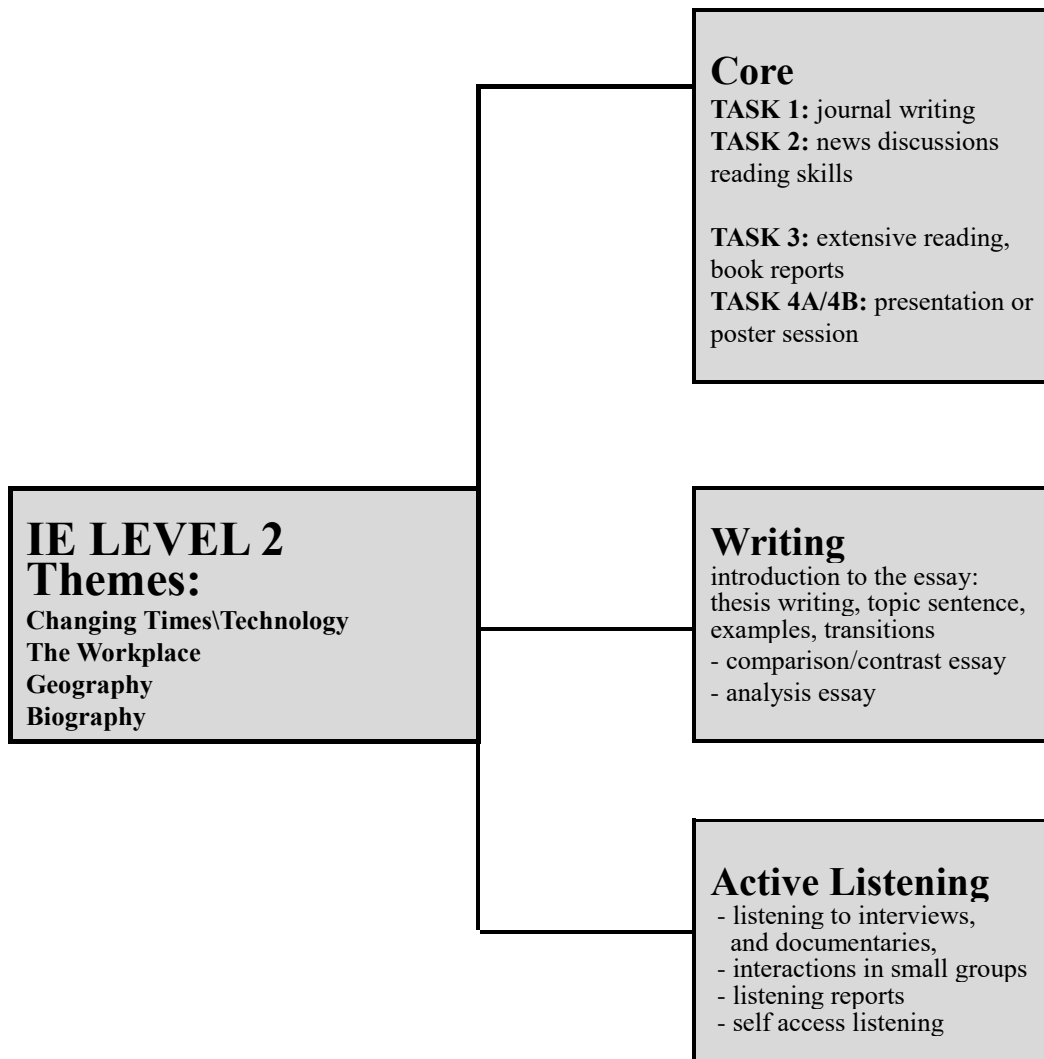 Core
TASK 1: journal writing
TASK 2: news discussions
reading skills
TASK 3: extensive reading,
book reports
TASK 4A/4B: presentation or
poster session
IE LEVEL 2
Themes:
Changing Times\Technology
The Workplace
Geography
Biography
Writing
introduction to the essay:
thesis writing, topic sentence,
examples, transitions
- comparison/contrast essay
- analysis essay
Active Listening
- listening to interviews,
and documentaries,
- interactions in small groups
- listening reports
- self access listening